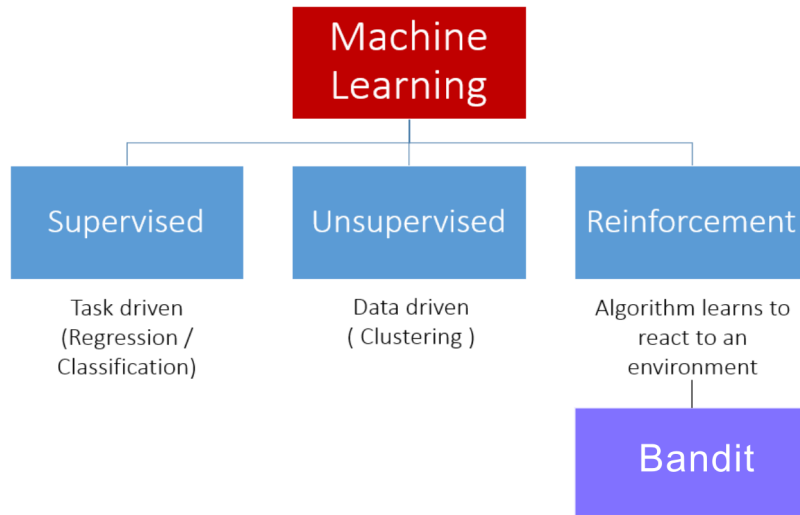 Machine
Learning
Supervised
Unsupervised
Reinforcement
Task driven
(Regression /
Classification)
Data driven
( Clustering )
Algorithm learns to
react to an
environment
Bandit